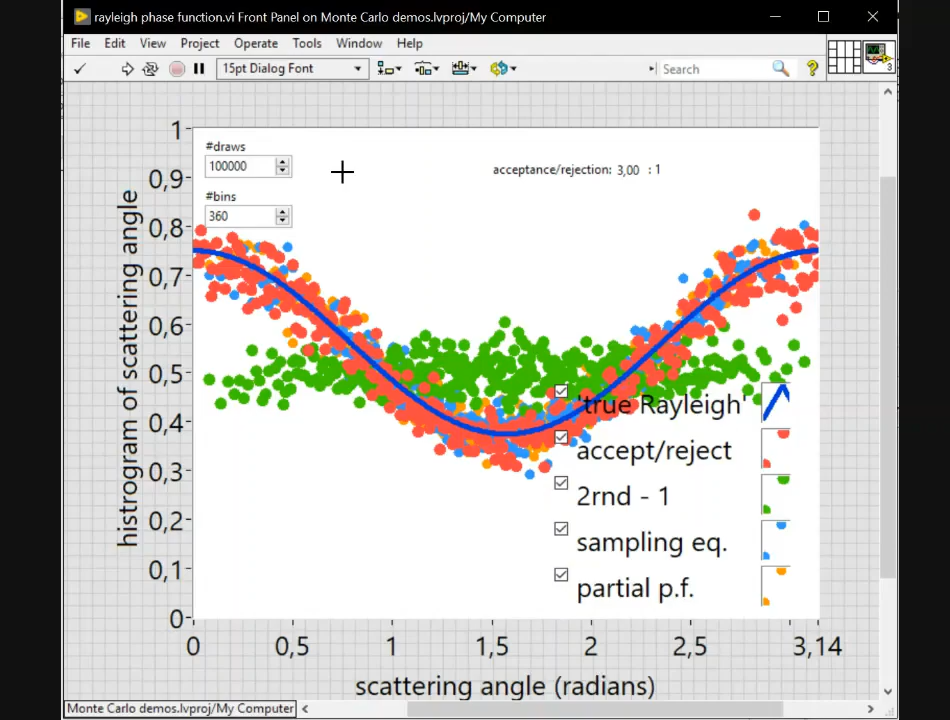 rayleigh phase function.vi Front Panel on Monte Carlo demos.lvproj/My Computer
File Edit View Project Operate Tools Window Help
15pt Dialog Font Search ? 3
#draws
100000
#bins
360
acceptance/rejection: 3,00 : 1
histrogram of scattering angle
1
0,9
0,8
0,7
0,6
0,5
0,4
0,3
0,2
0,1
0
'true Rayleigh'
accept/reject
2rnd - 1
sampling eq.
partial p.f.
0 0,5 1 1,5 2 2,5 3,14
scattering angle (radians)
Monte Carlo demos.lvproj/My Computer